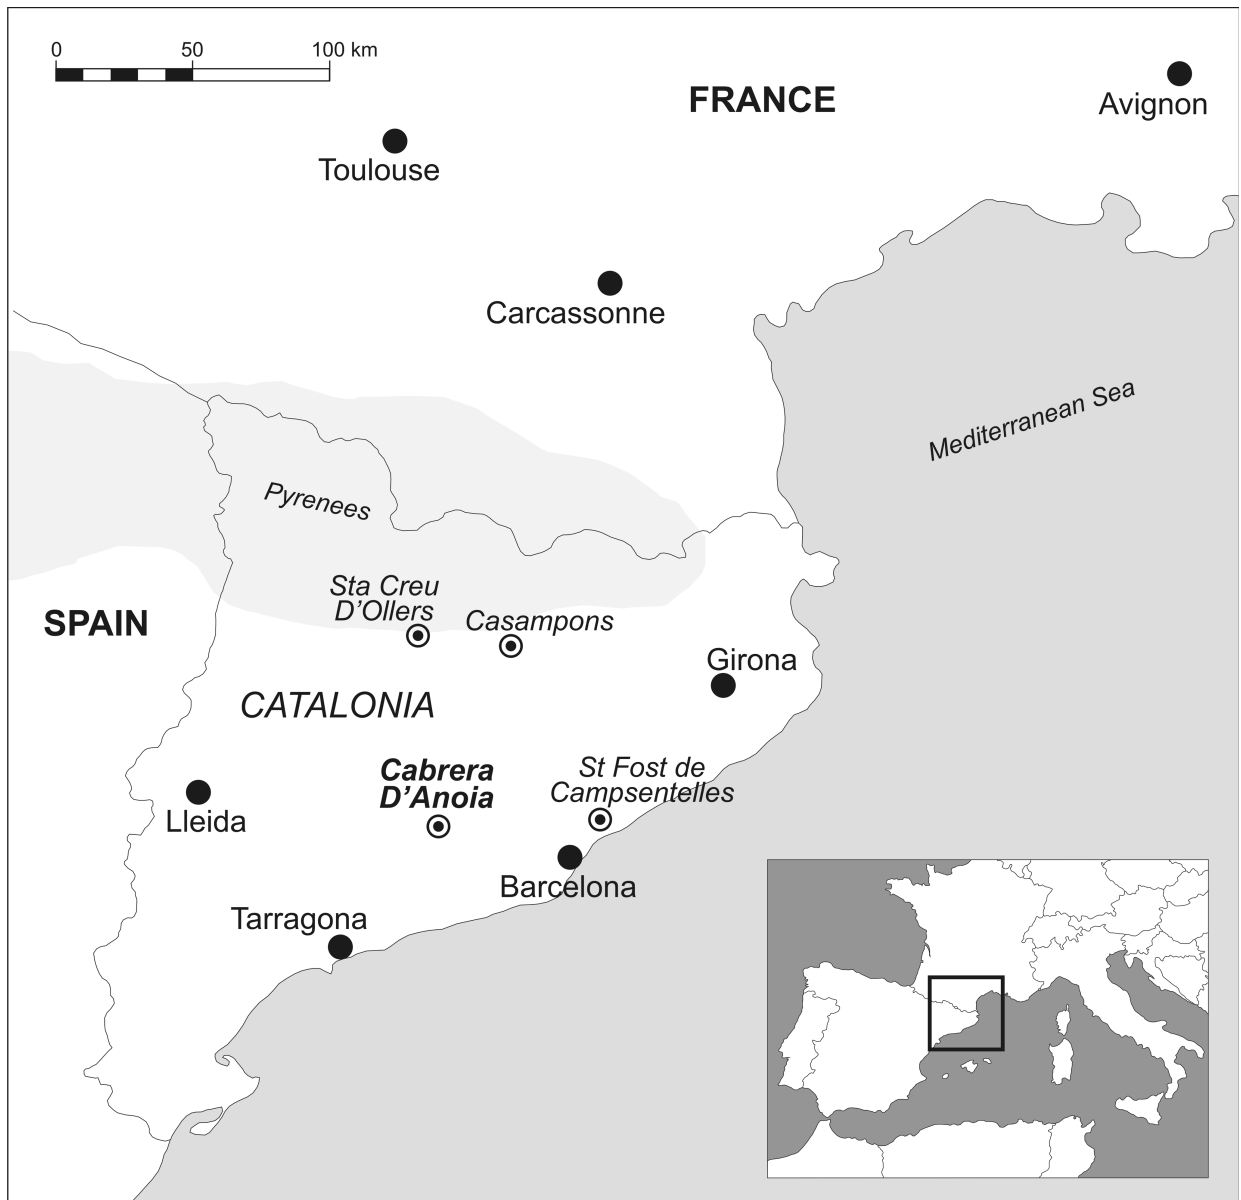 0 50 100 km
FRANCE
Avignon
Toulouse
Carcassonne
Mediterranean Sea
Pyrenees
Sta Creu
D’Ollers
Casampons
SPAIN
Girona
CATALONIA
Cabrera
D’Anoia
St Fost de
Campsentelles
Lleida
Barcelona
Tarragona